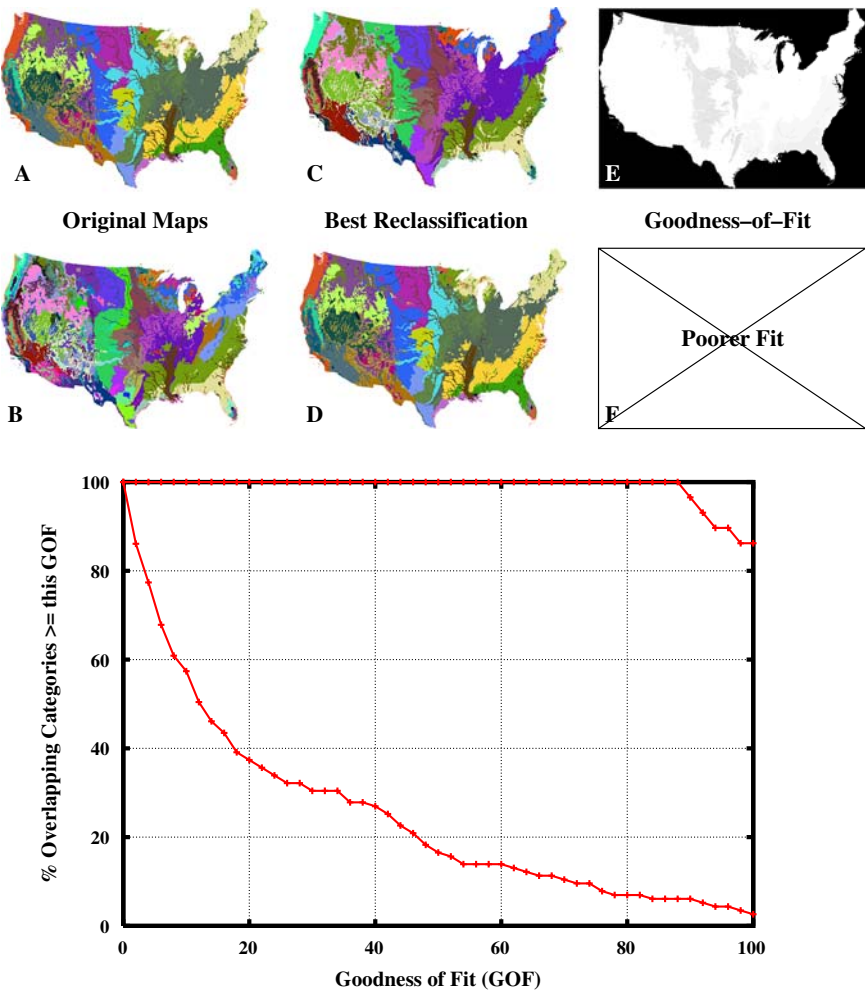 A
C
E
Original Maps
Best Reclassification
Goodness–of–Fit
B
D
F
Poorer Fit
100
80
60
40
20
0
% Overlapping Categories >= this GOF
0
20
40
60
80
100
Goodness of Fit (GOF)